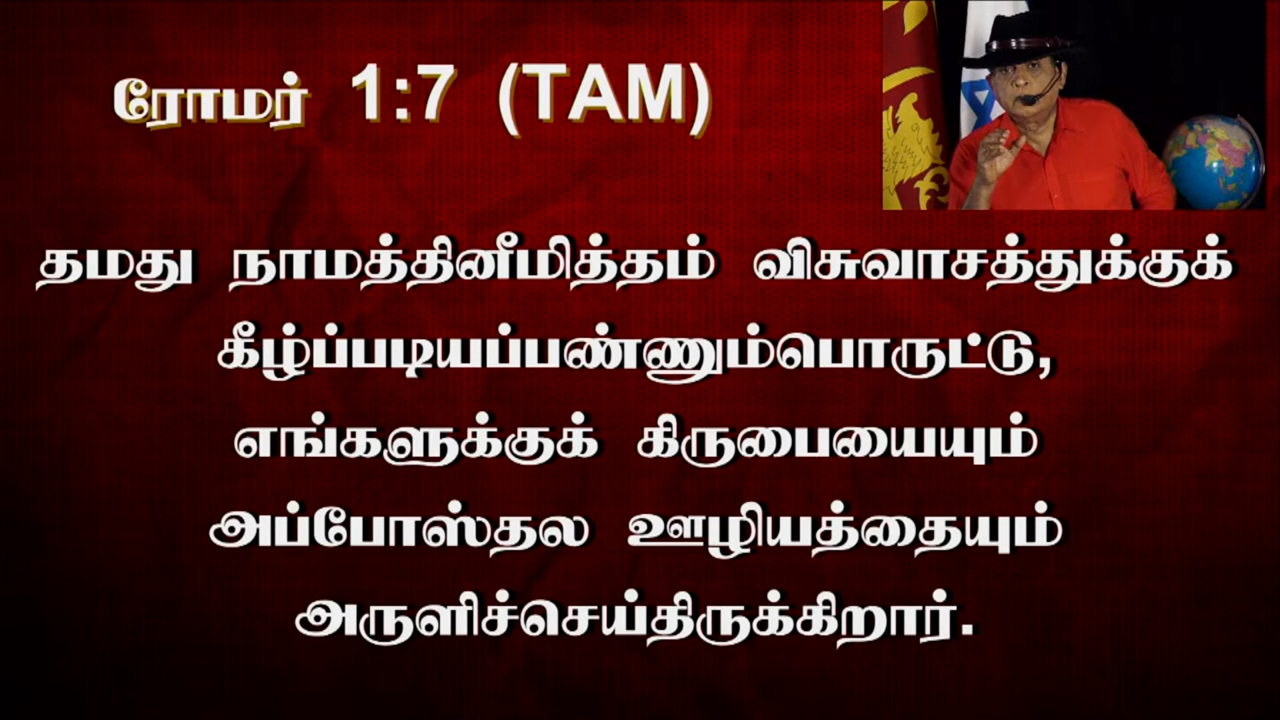 ரோமர் 1:7 (TAM)
தமது நாமத்தினீமித்தம் விசுவாசத்துக்குக்
கீழ்ப்படியப்பண்ணும்பொருட்டு,
எங்களுக்குக் கிருபையையும்
அப்போஸ்தல ஊழியத்தையும்
அருளிச்செய்திருக்கிறார்.